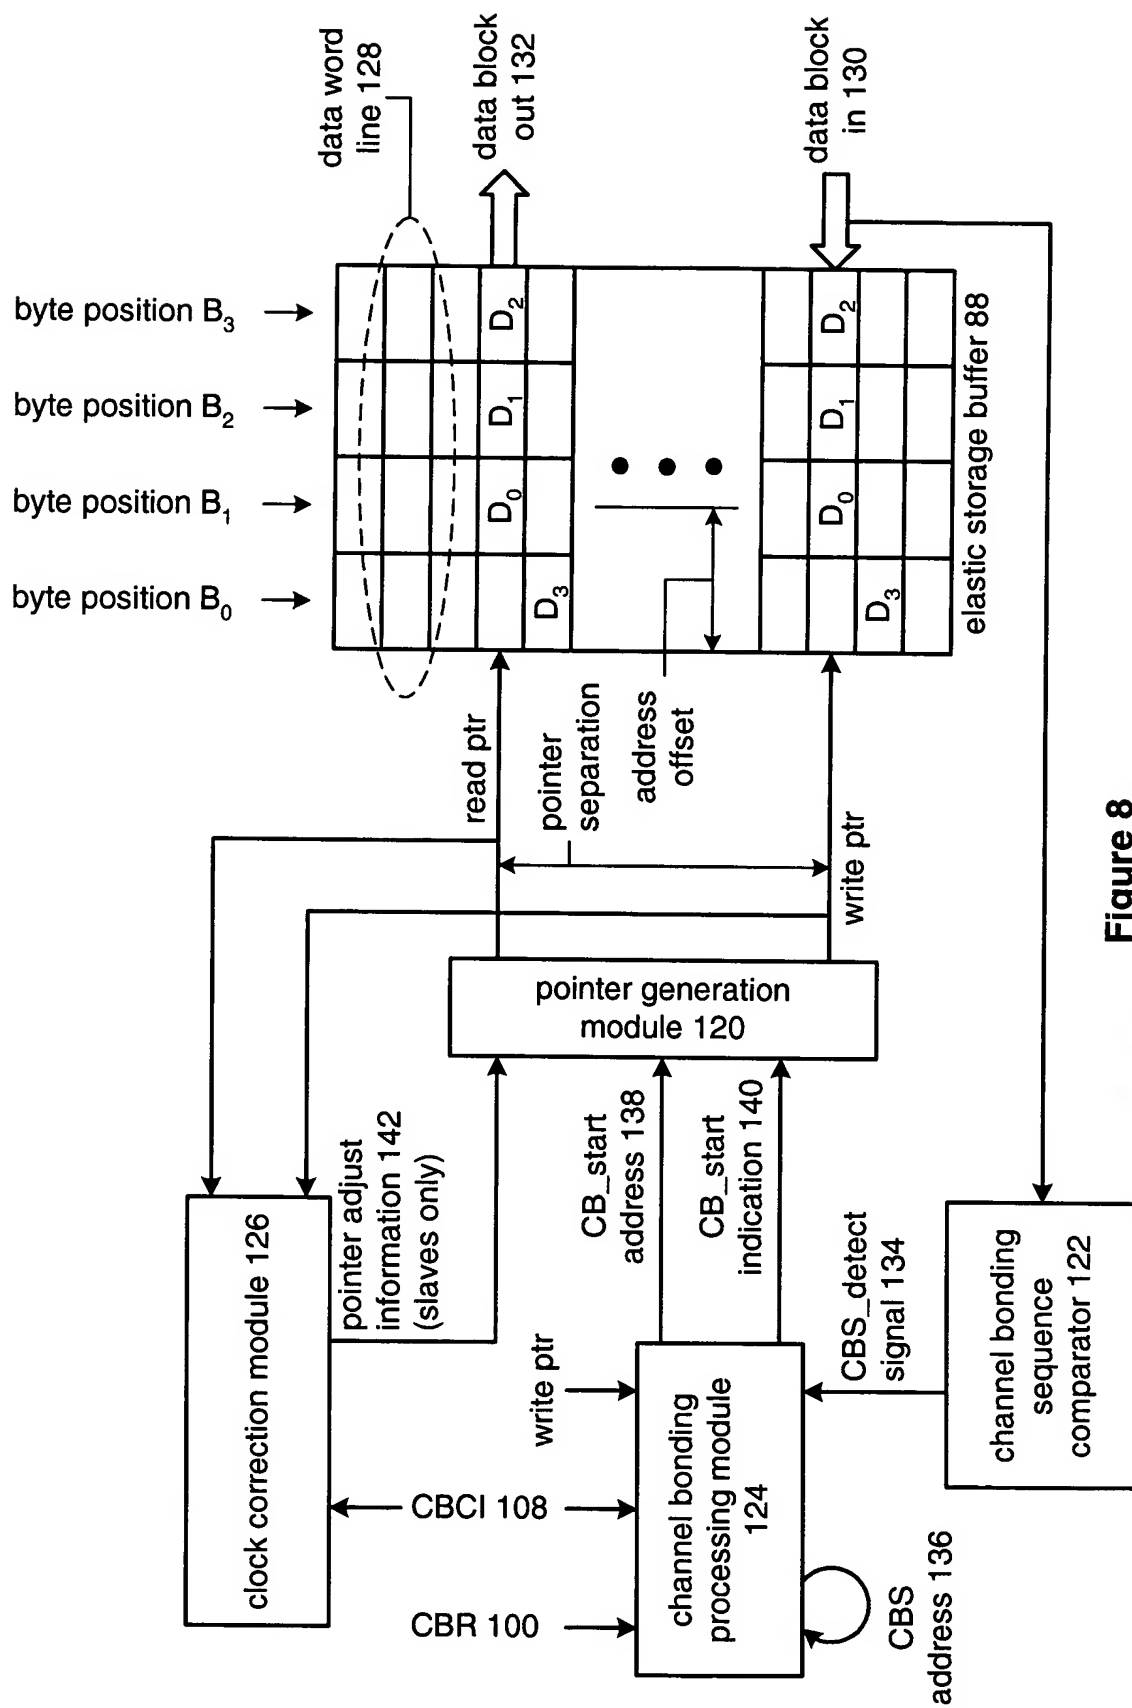 byte position B3
byte position B2
byte position B1
byte position B0
data word
line 128
data block
out 132
data block
in 130
D2
D1
D0
D3
D2
D1
D0
D3
elastic storage buffer 88
read ptr
pointer
separation
address
offset
write ptr
pointer generation
module 120
clock correction module 126
pointer adjust
information 142
(slaves only)
CB_start
address 138
CB_start
indication 140
write ptr
CBCI 108
CBR 100
channel bonding
processing module
124
CBS_detect
signal 134
CBS
address 136
channel bonding
sequence
comparator 122
Figure 8